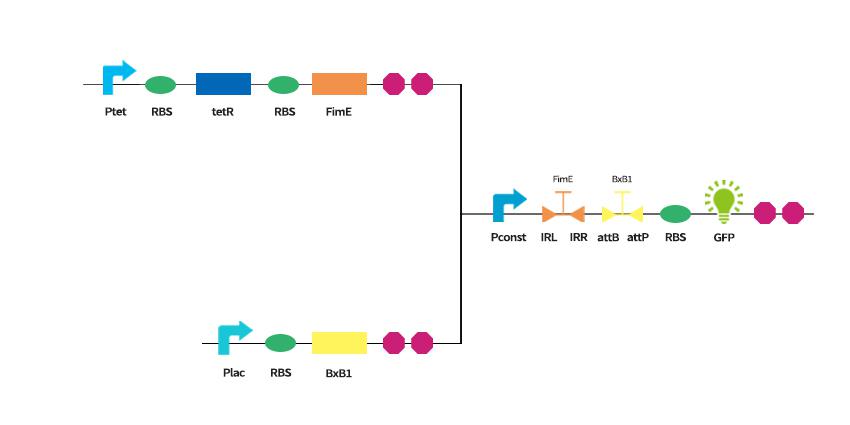 Ptet RBS tetR RBS FimE
FimE BxB1
Pconst IRL IRR attB attP RBS GFP
Plac RBS BxB1